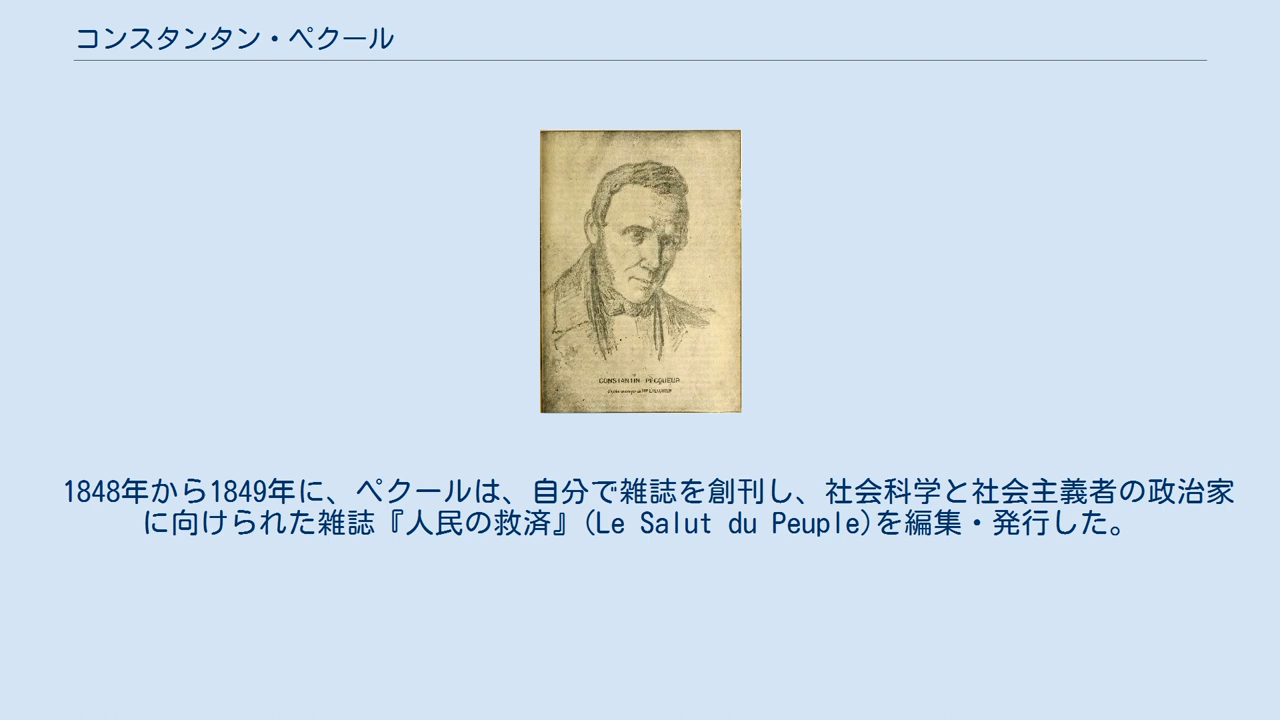 コンスタンタン・ペクール
CONSTANTIN PECQUEUR
1848年から1849年に、ペクールは、自分で雑誌を創刊し、社会科学と社会主義者の政治家
に向けられた雑誌『人民の救済』(Le Salut du Peuple)を編集・発行した。